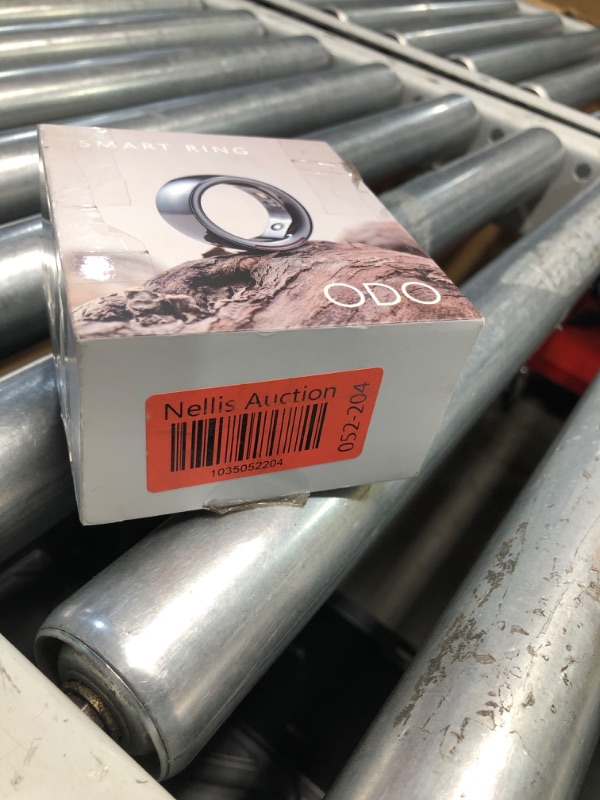 SMART RING
ODO
Nellis Auction
1035052204
052-204